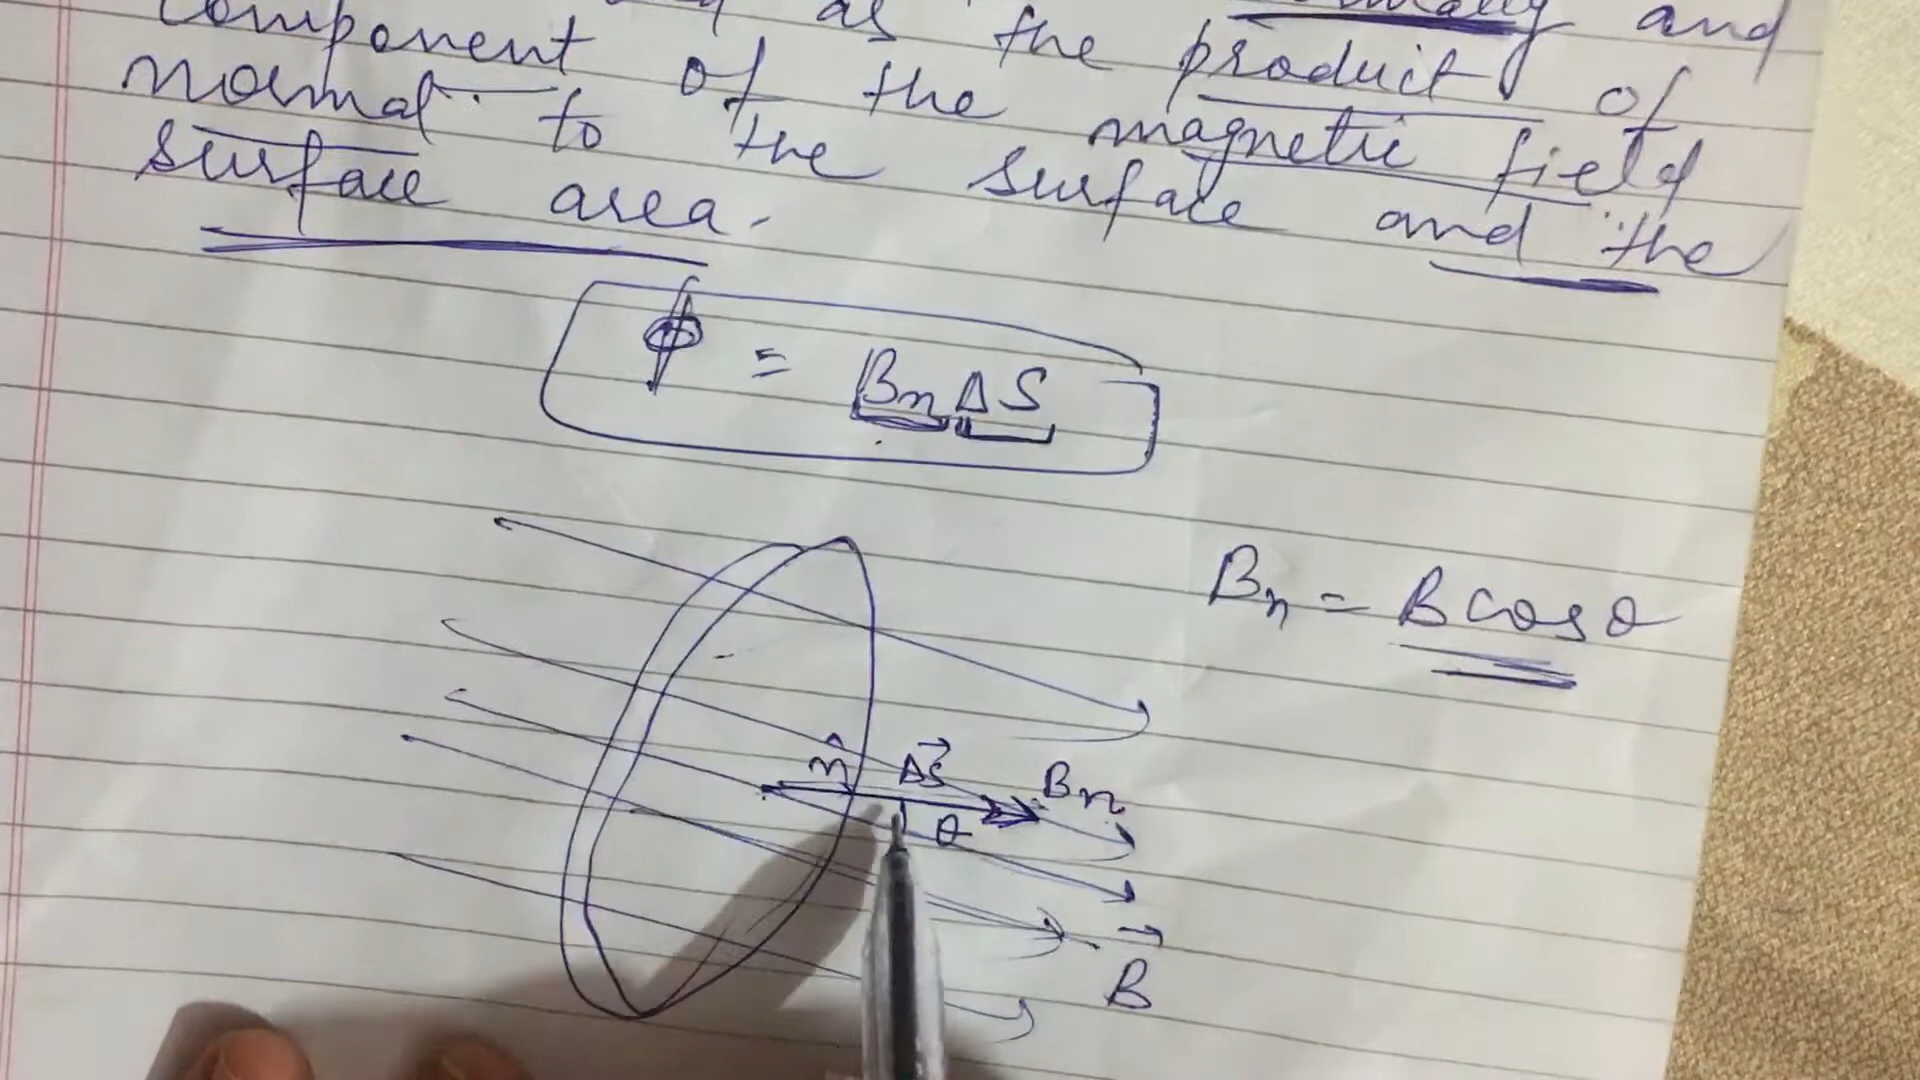 as the product of
component of the magnetic field
normal to the surface and the
surface area.
ϕ = Bn ΔS
Bn = B cos θ
n̂ ΔS⃗ Bn
θ
B⃗